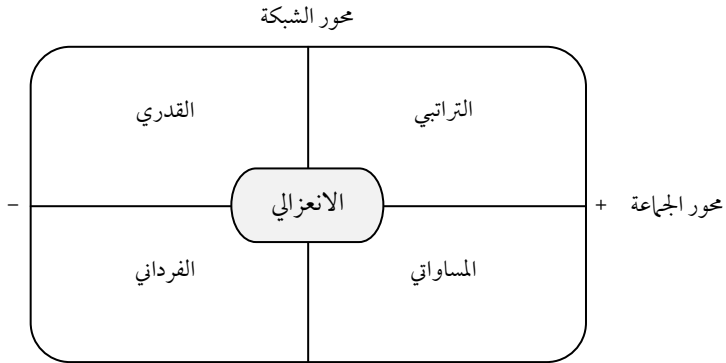 محور الشبكة
التراتبي
القدري
محور الجماعة
+
الانعزالي
–
المساواتي
الفرداني